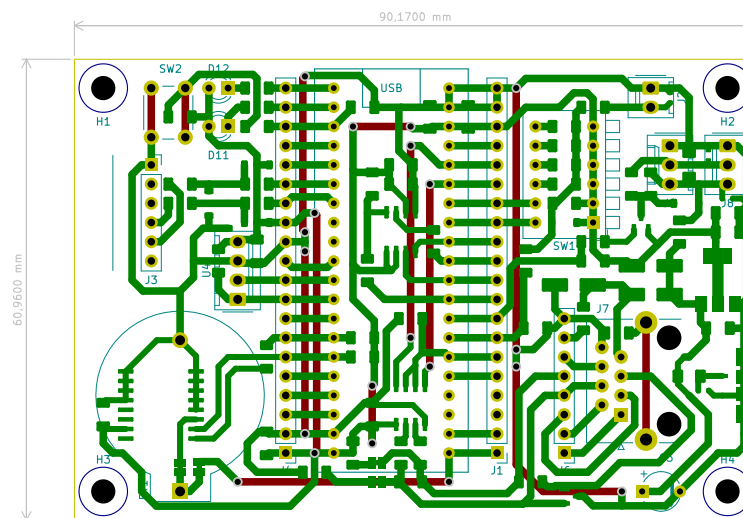 90,1700 mm
60,9600 mm
SW2
D12
USB
H1
H2
D11
J8
SW1
J3
J7
H3
J1
H4
+